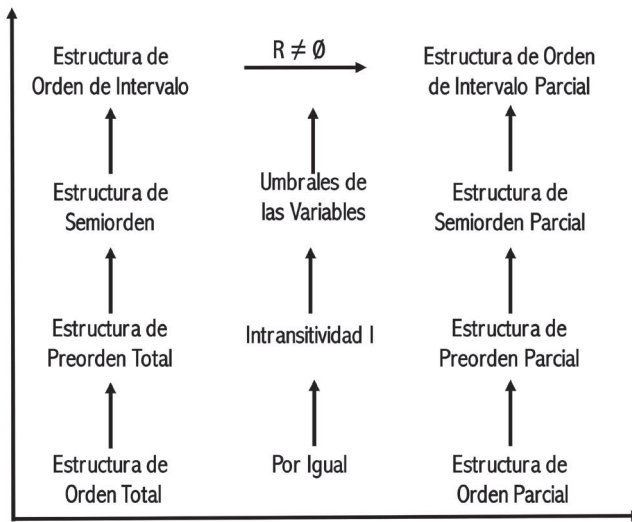 Estructura de
Orden de Intervalo
R ≠ Ø
Estructura de Orden
de Intervalo Parcial
Estructura de
Semiorden
Umbrales de
las Variables
Estructura de
Semiorden Parcial
Estructura de
Preorden Total
Intransitividad I
Estructura de
Preorden Parcial
Estructura de
Orden Total
Por Igual
Estructura de
Orden Parcial